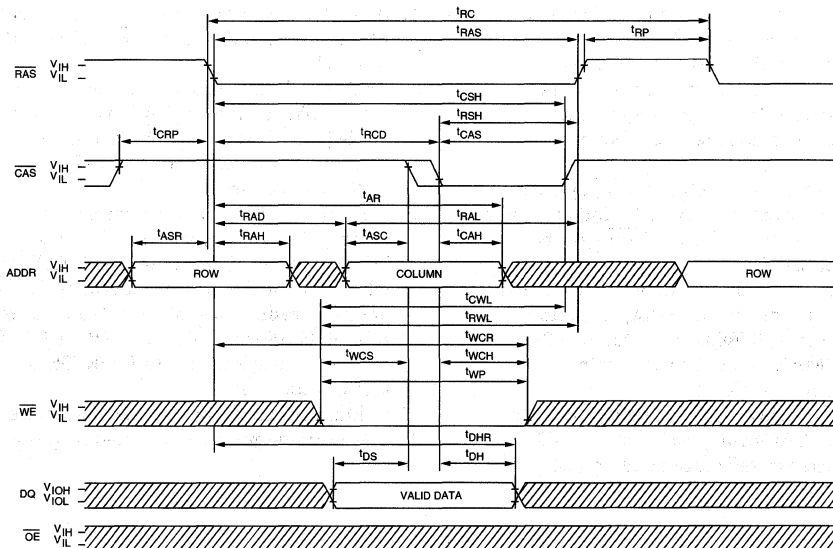 tRC
tRAS tRP
RAS VIH
VIL
tCSH
tRSH
tCRP tRCD tCAS
CAS VIH
VIL
tAR
tRAD tRAL
tASR tRAH tASC tCAH
ADDR VIH
VIL ROW COLUMN ROW
tCWL
tRWL
tWCR
tWCS tWCH
tWP
WE VIH
VIL
tDHR
tDS tDH
DQ VIOH
VIOL VALID DATA
OE VIH
VIL